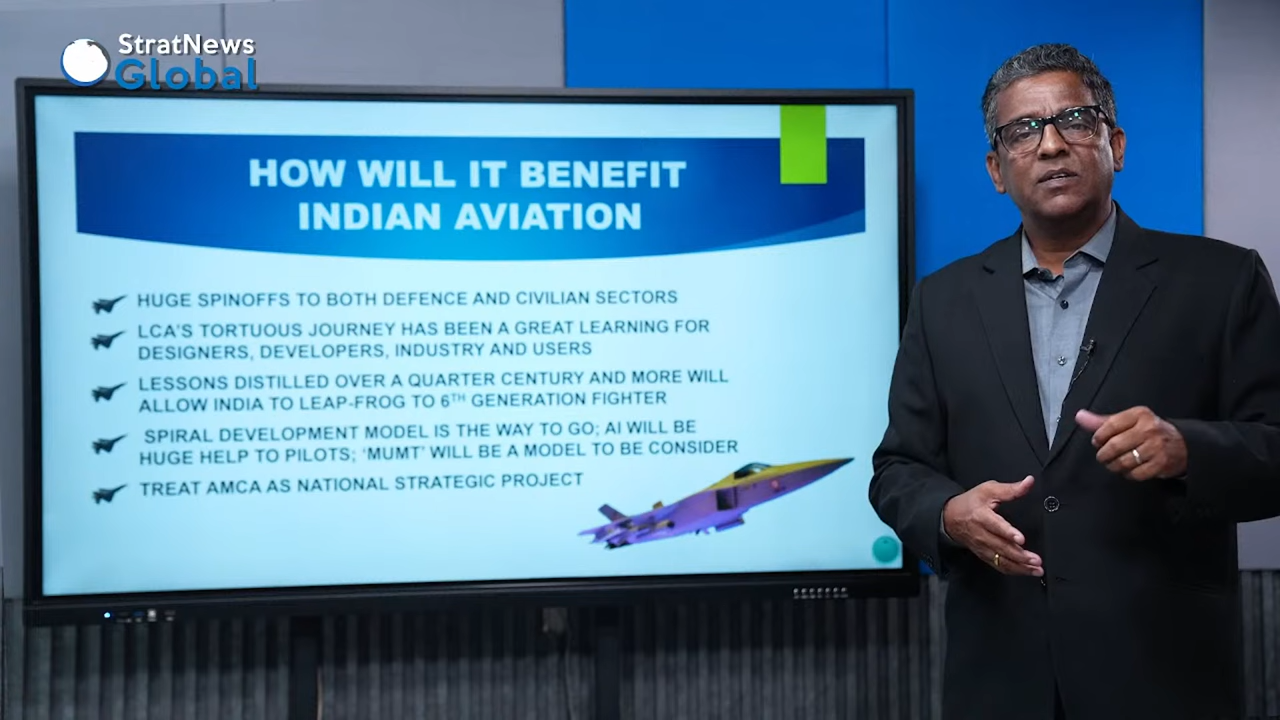 StratNews
Global
HOW WILL IT BENEFIT
INDIAN AVIATION
HUGE SPINOFFS TO BOTH DEFENCE AND CIVILIAN SECTORS
LCA'S TORTUOUS JOURNEY HAS BEEN A GREAT LEARNING FOR
DESIGNERS, DEVELOPERS, INDUSTRY AND USERS
LESSONS DISTILLED OVER A QUARTER CENTURY AND MORE WILL
ALLOW INDIA TO LEAP-FROG TO 6TH GENERATION FIGHTER
SPIRAL DEVELOPMENT MODEL IS THE WAY TO GO; AI WILL BE
HUGE HELP TO PILOTS; 'MUMT' WILL BE A MODEL TO BE CONSIDER
TREAT AMCA AS NATIONAL STRATEGIC PROJECT